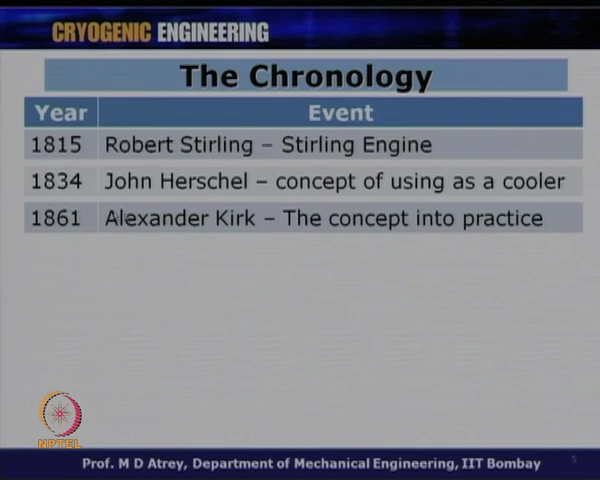 CRYOGENIC ENGINEERING
The Chronology
Year Event
1815 Robert Stirling – Stirling Engine
1834 John Herschel – concept of using as a cooler
1861 Alexander Kirk – The concept into practice
NPTEL
Prof. M D Atrey, Department of Mechanical Engineering, IIT Bombay 5